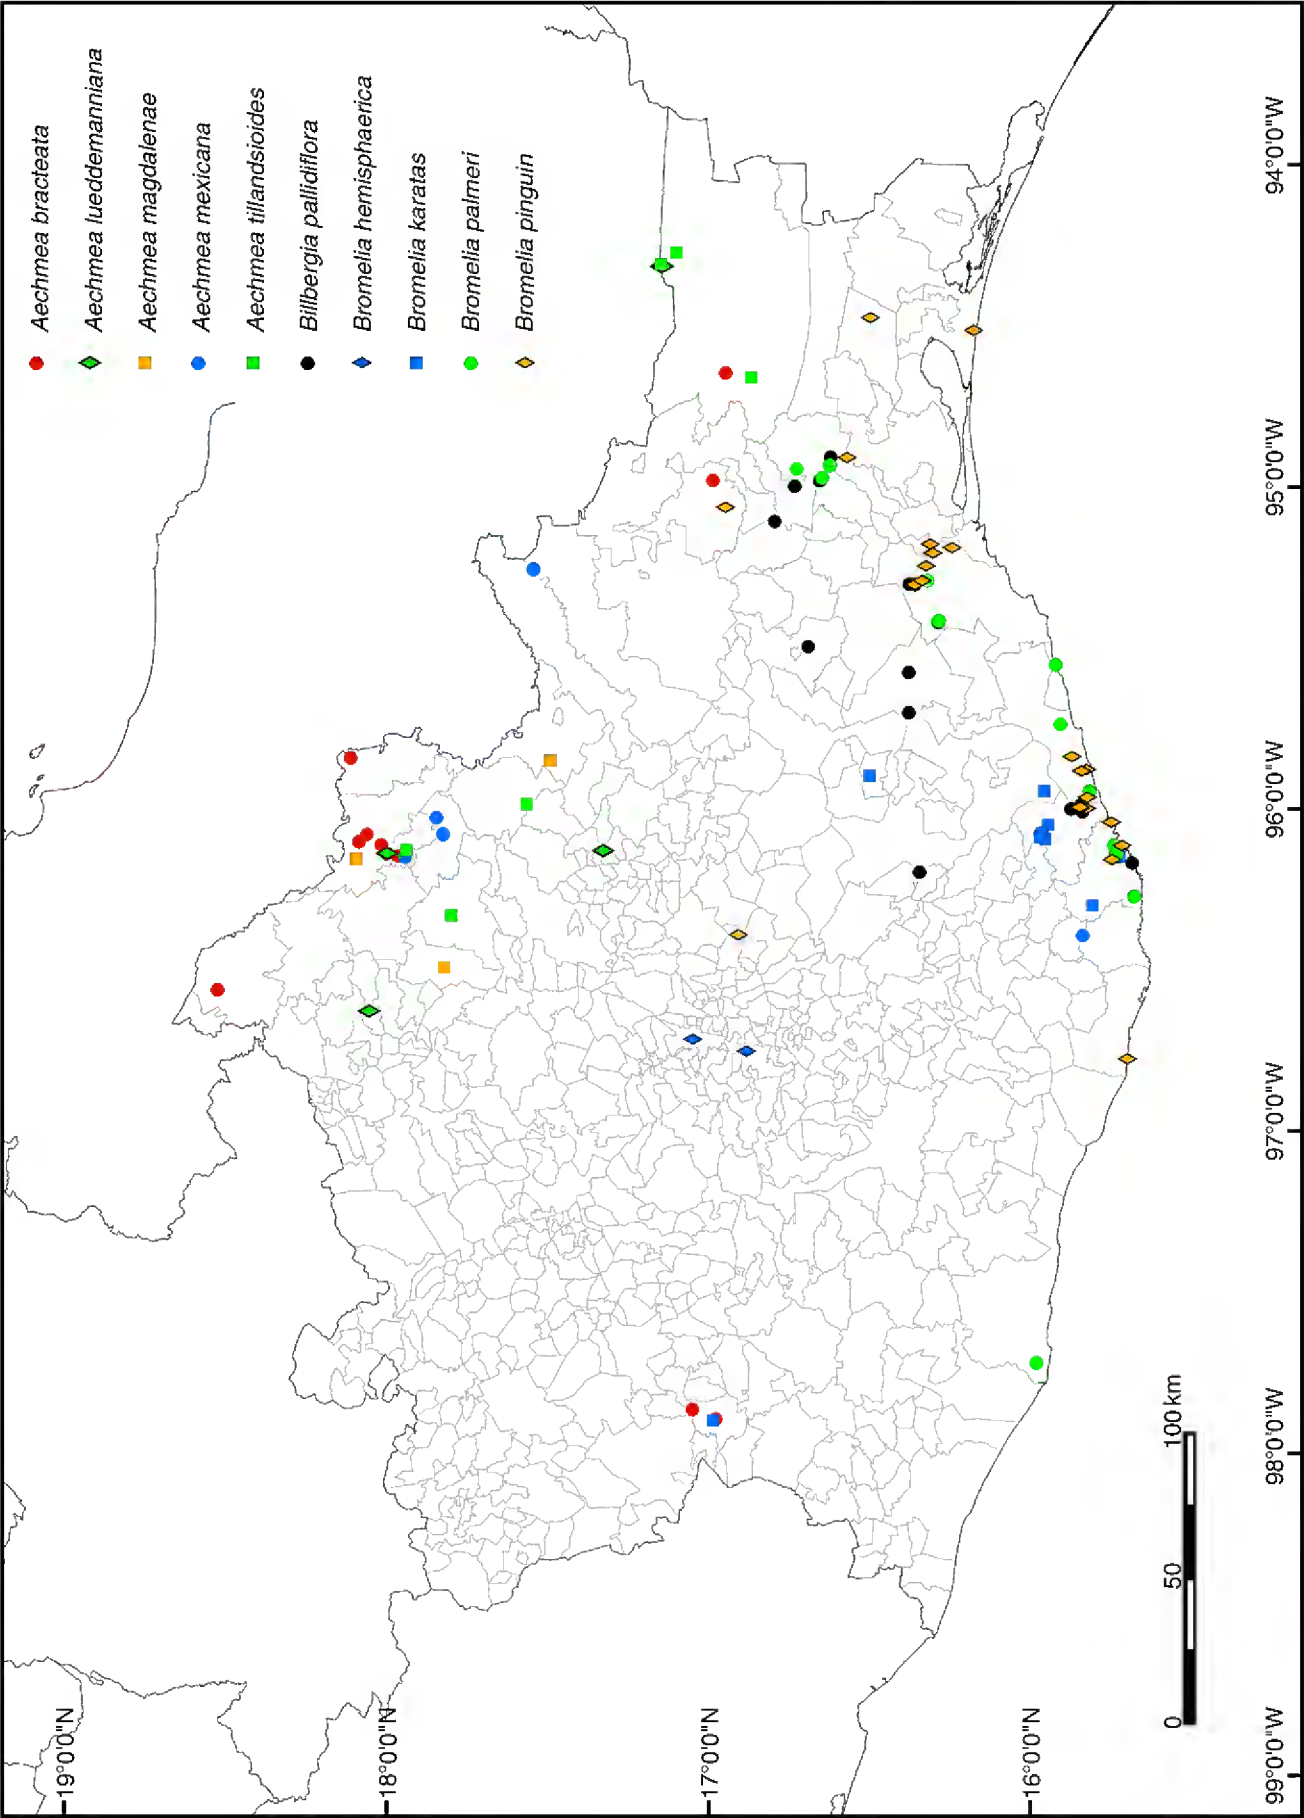 Aechmea bracteata
Aechmea lueddemanniana
Aechmea magdalenae
Aechmea mexicana
Aechmea tillandsioides
Billbergia pallidiflora
Bromelia hemisphaerica
Bromelia karatas
Bromelia palmeri
Bromelia pinguin
19°0'0"N
18°0'0"N
17°0'0"N
16°0'0"N
0 50 100 km
99°0'0"W 98°0'0"W 97°0'0"W 96°0'0"W 95°0'0"W 94°0'0"W